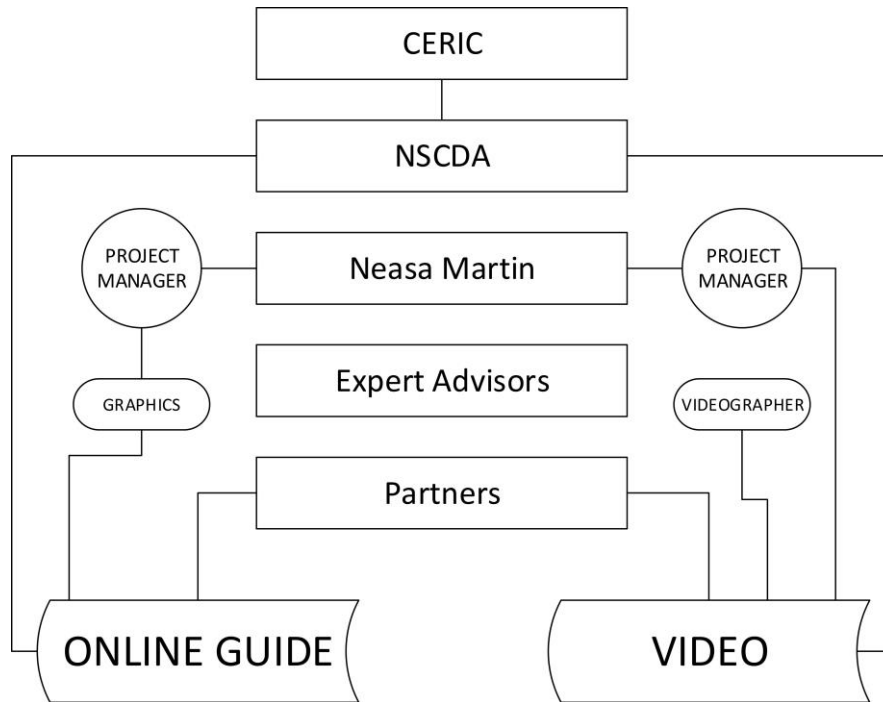 CERIC
NSCDA
PROJECT
MANAGER
Neasa Martin
PROJECT
MANAGER
Expert Advisors
GRAPHICS
VIDEOGRAPHER
Partners
ONLINE GUIDE
VIDEO